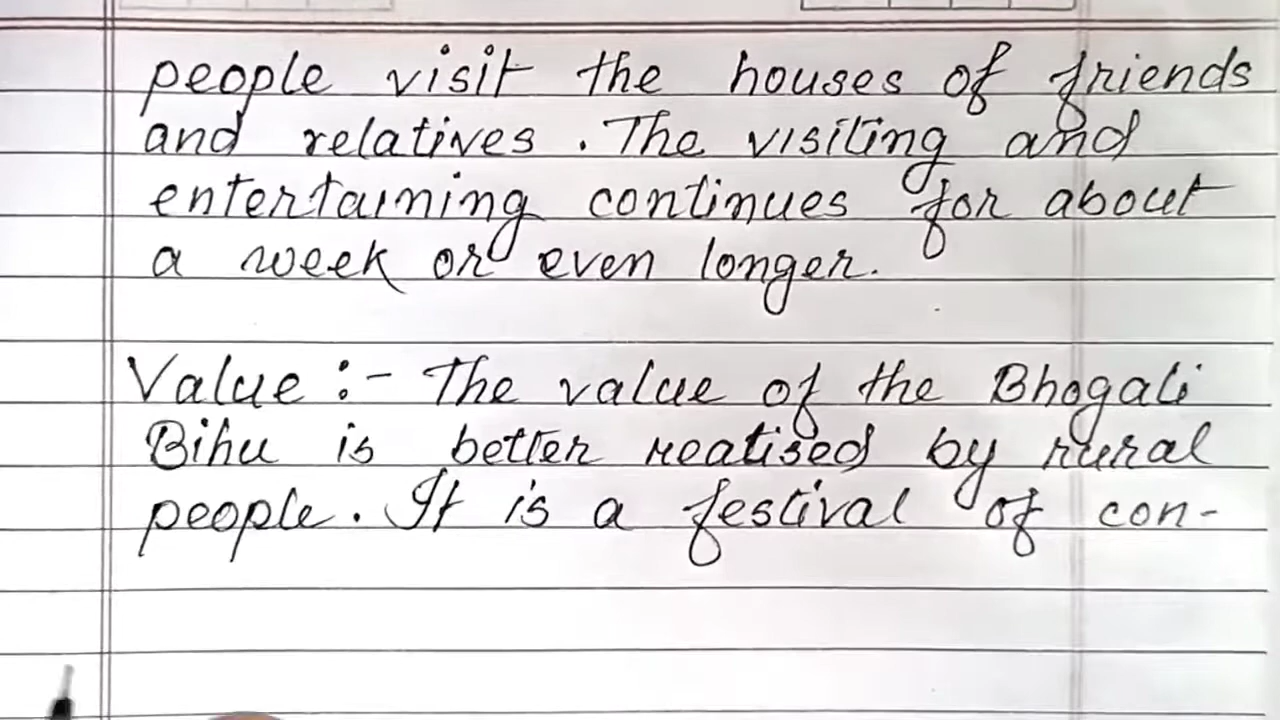 people visit the houses of friends
and relatives. The visiting and
entertaining continues for about
a week or even longer.
Value :- The value of the Bhogali
Bihu is better reatised by rural
people. It is a festival of con-